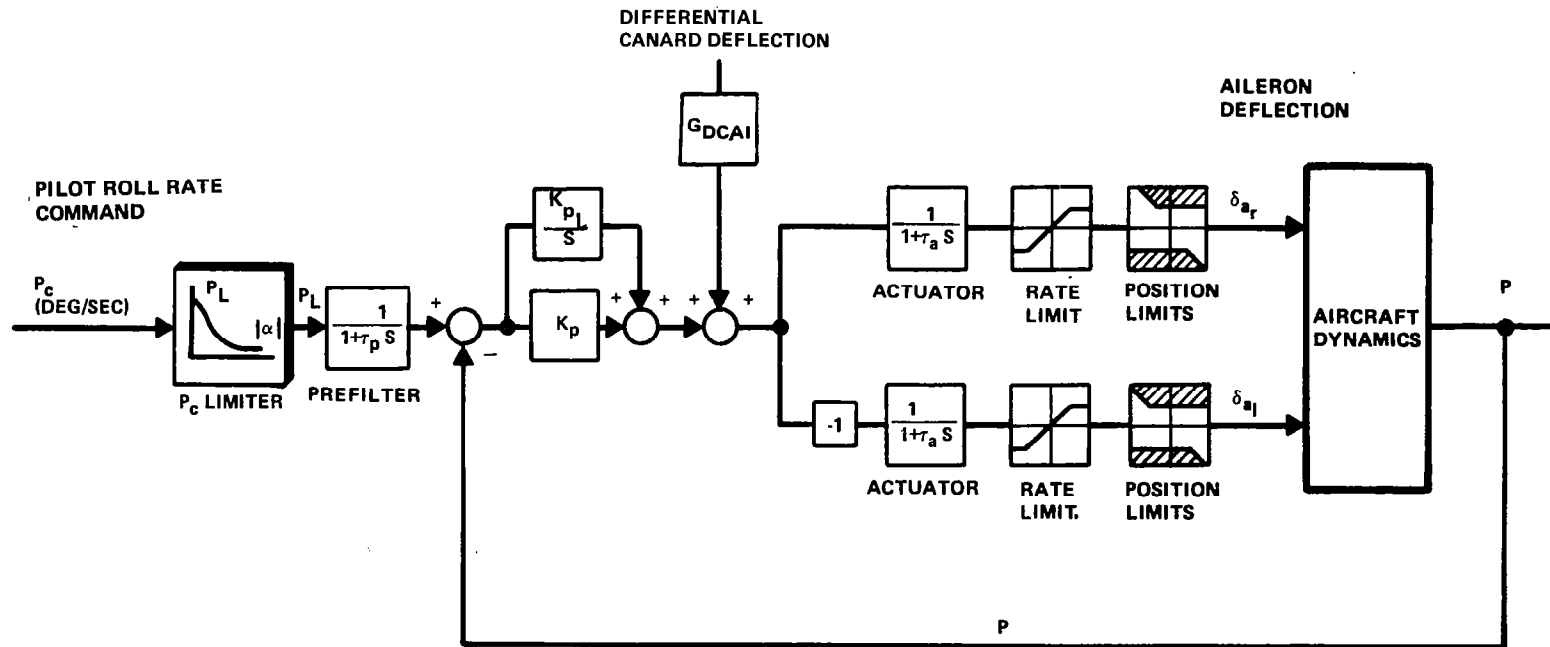 DIFFERENTIAL
CANARD DEFLECTION
G_DCAI
AILERON
DEFLECTION
PILOT ROLL RATE
COMMAND
P_c
(DEG/SEC)
P_L
|α|
P_c LIMITER
P_L
1
1+τ_p S
PREFILTER
+
−
K_pI
S
K_p
+
+
+
+
+
1
1+τ_a S
ACTUATOR
RATE
LIMIT
POSITION
LIMITS
δ_a_r
-1
1
1+τ_a S
ACTUATOR
RATE
LIMIT.
POSITION
LIMITS
δ_a_l
AIRCRAFT
DYNAMICS
P
P